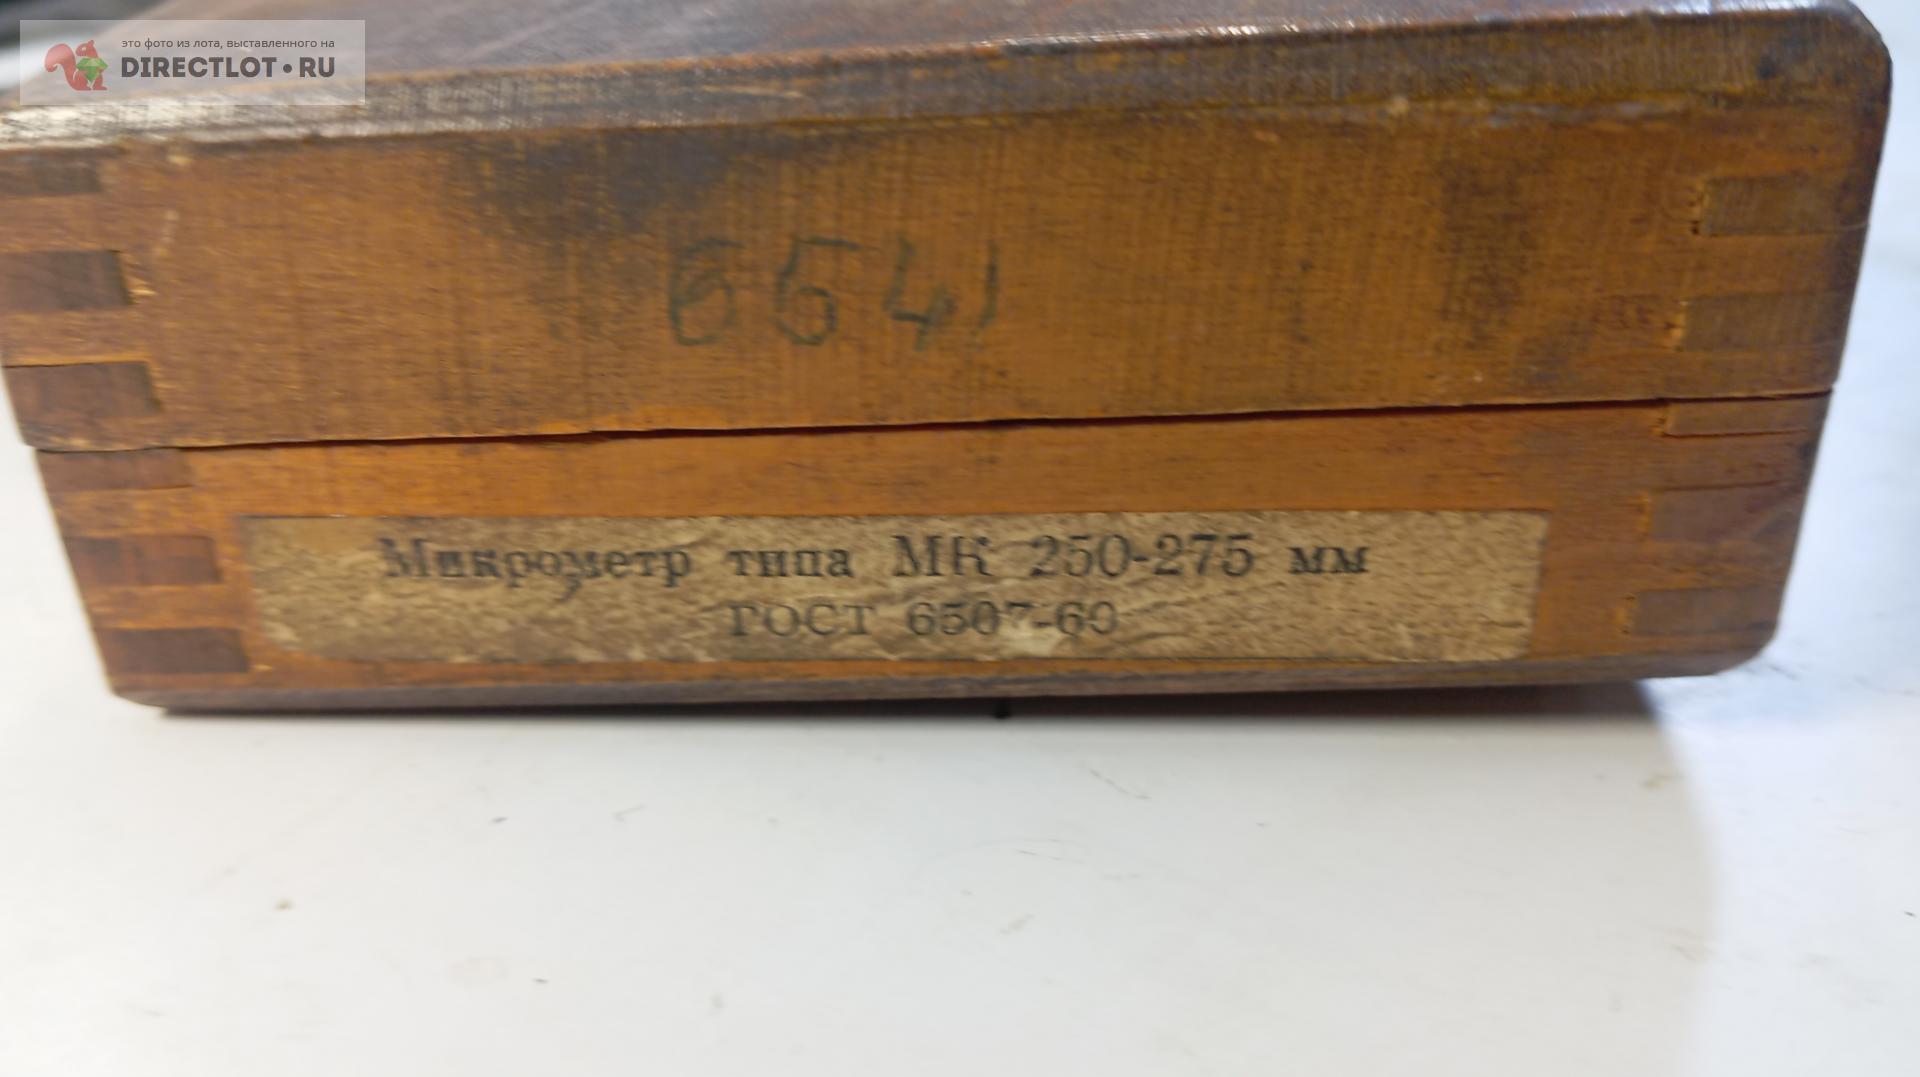 это фото из лота, выставленного на
DIRECTLOT•RU
6541
Микрометр типа МК 250-275 мм
ГОСТ 6507-60